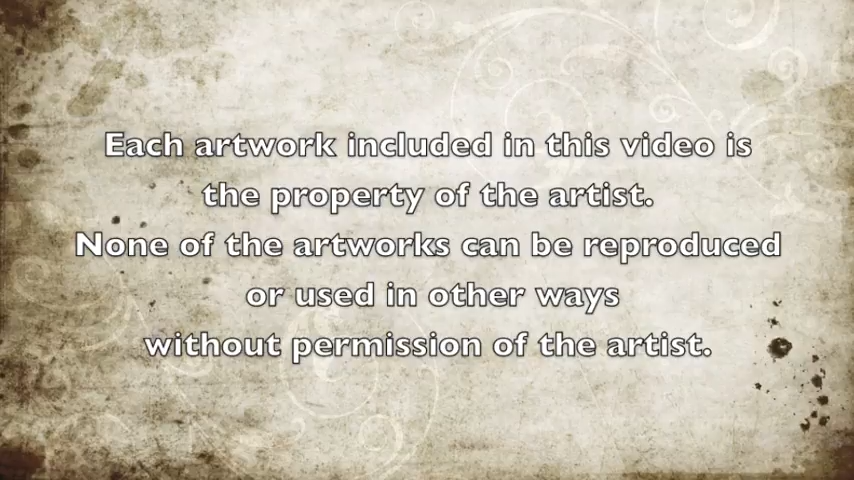 Each artwork included in this video is
the property of the artist.
None of the artworks can be reproduced
or used in other ways
without permission of the artist.